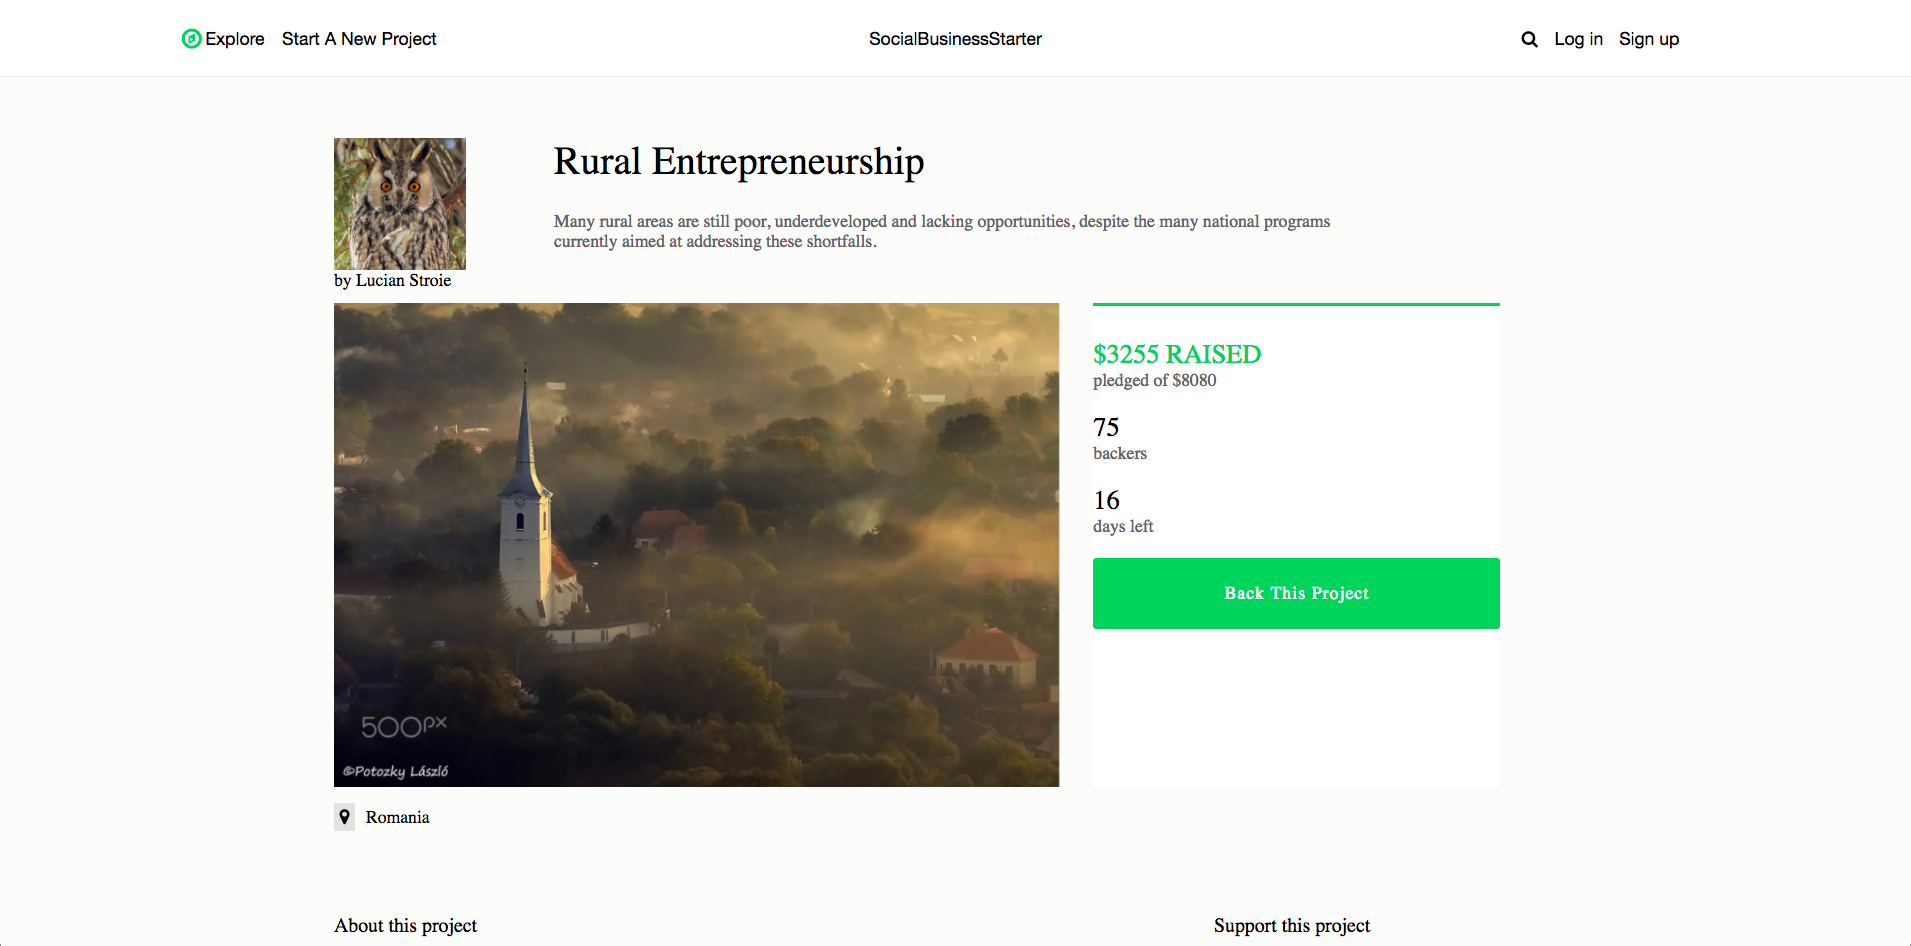 Explore Start A New Project SocialBusinessStarter Log in Sign up
Rural Entrepreneurship
Many rural areas are still poor, underdeveloped and lacking opportunities, despite the many national programs
currently aimed at addressing these shortfalls.
by Lucian Stroie
$3255 RAISED
pledged of $8080
75
backers
16
days left
Back This Project
500px
©Potozky László
Romania
About this project
Support this project